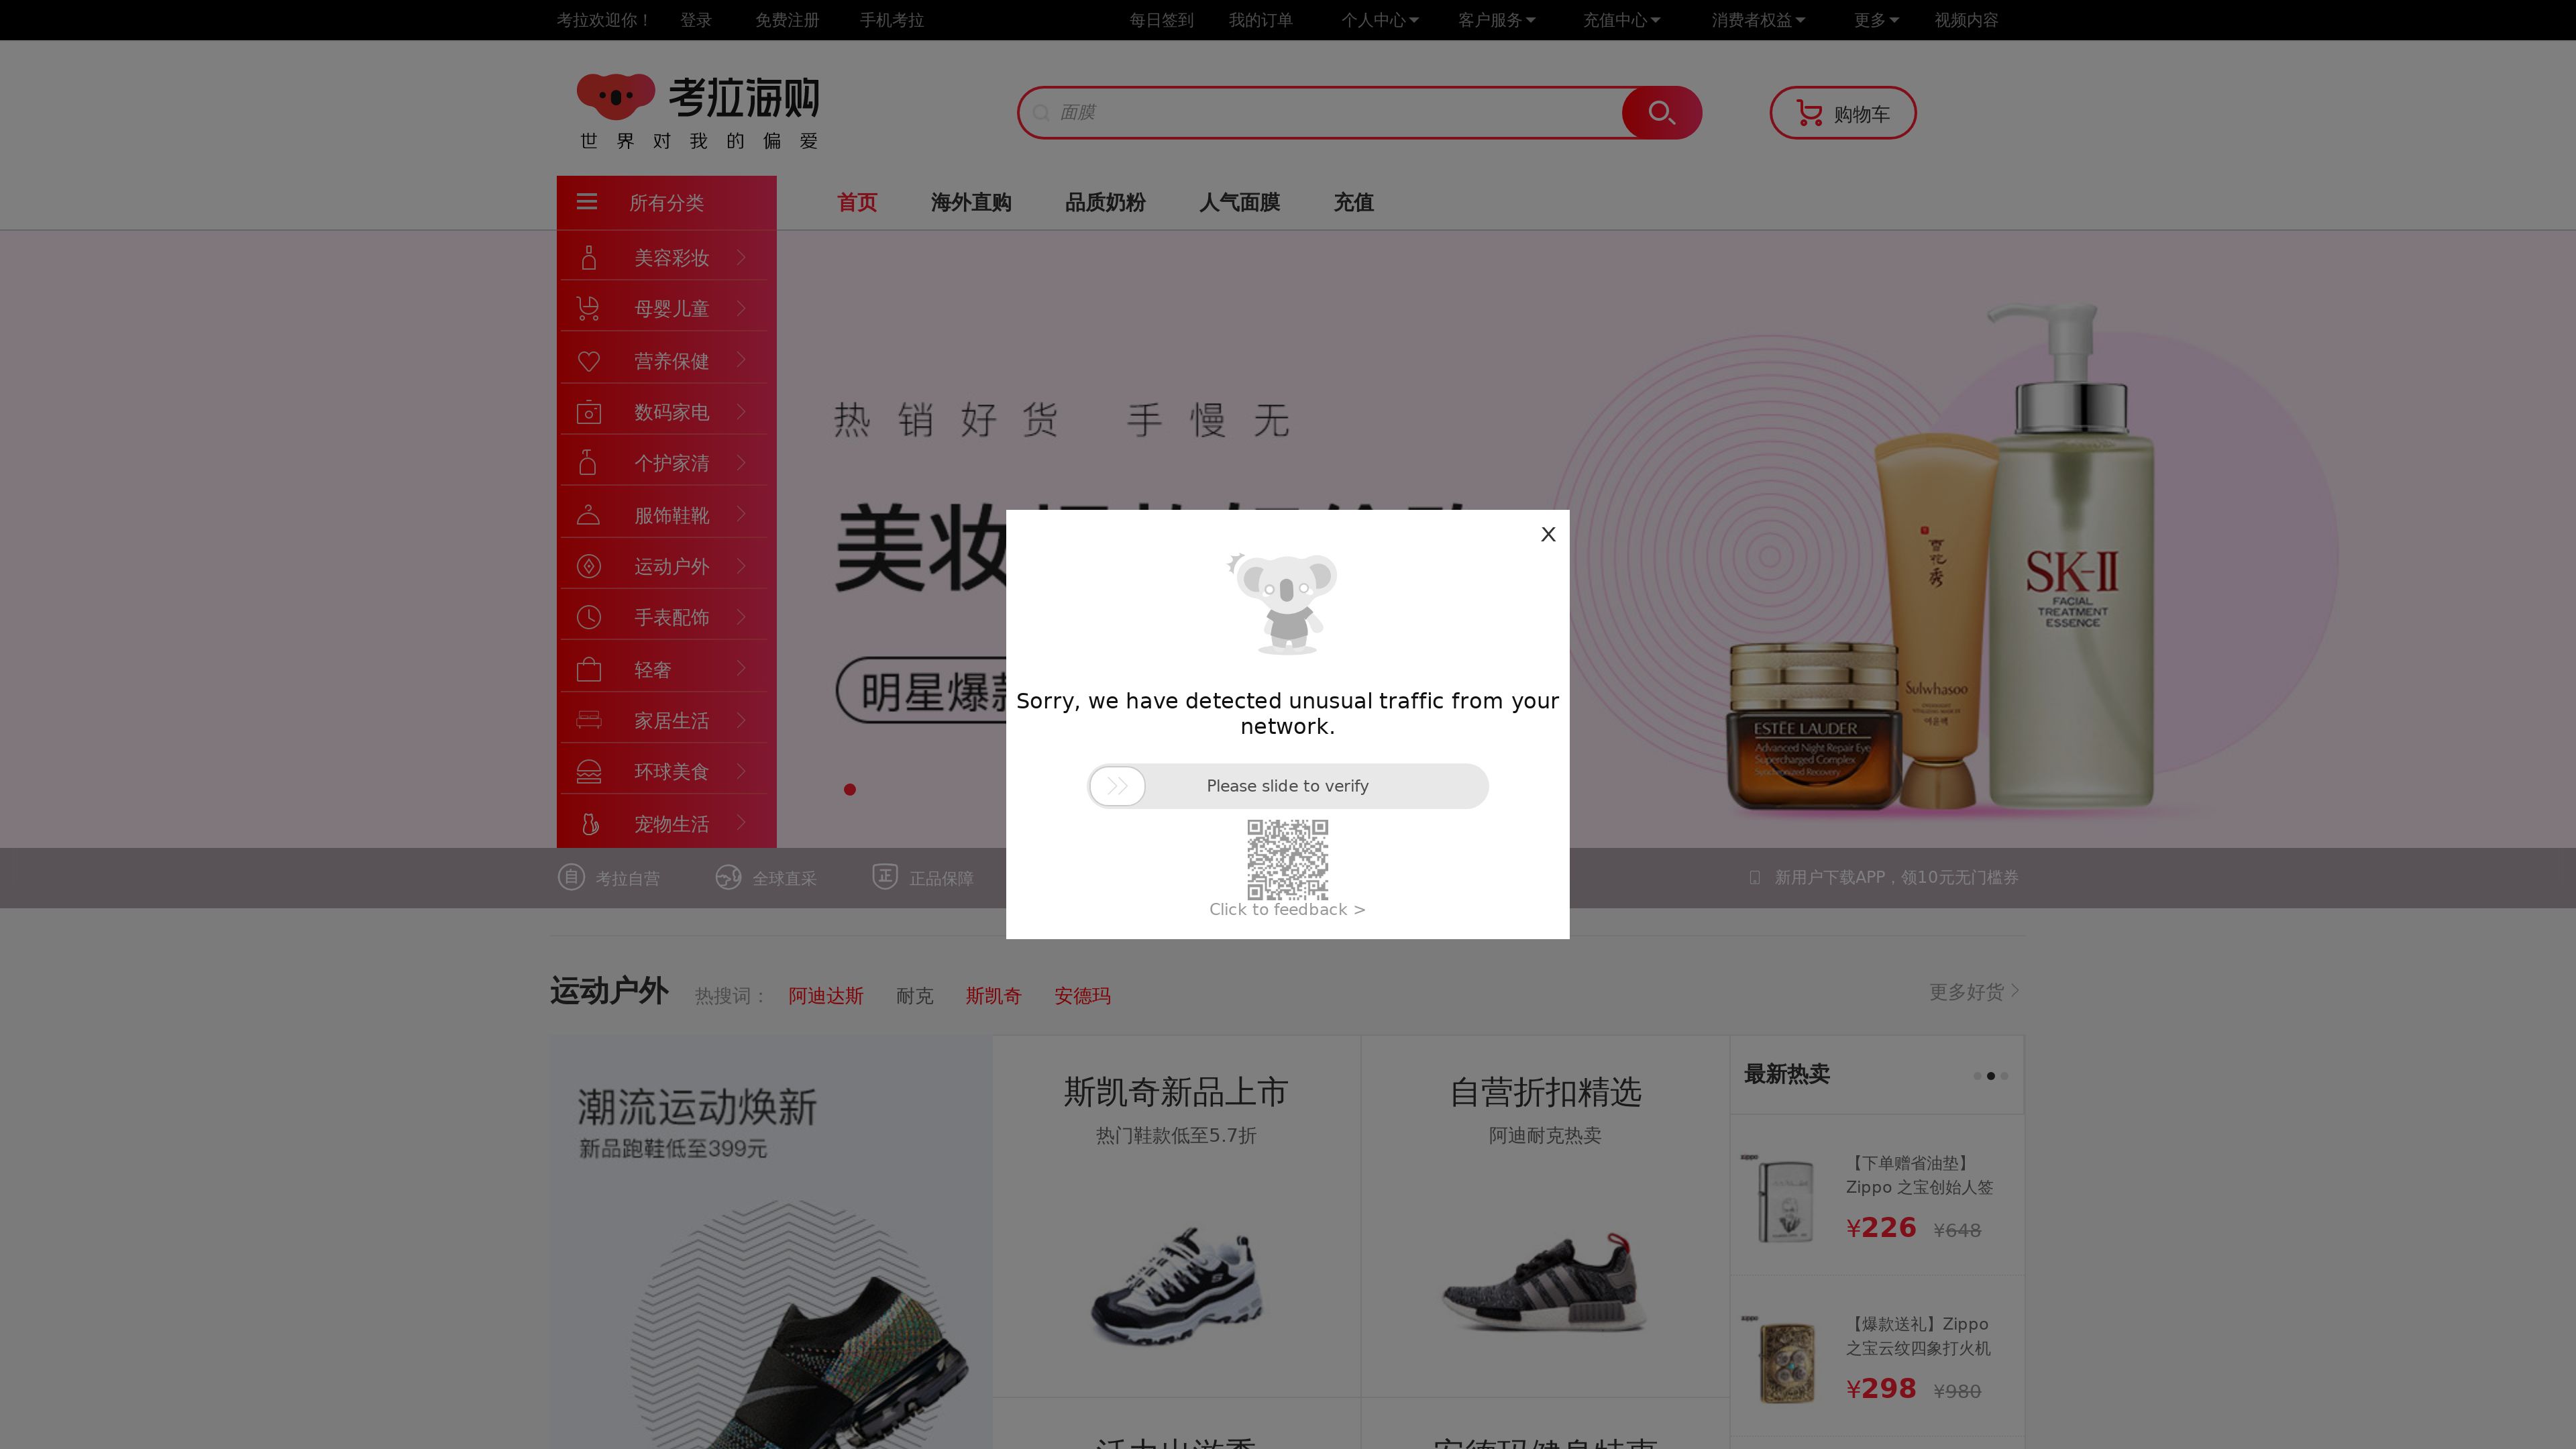 考拉欢迎你！ 登录 免费注册 手机考拉 每日签到 我的订单 个人中心 客户服务 充值中心 消费者权益 更多 视频内容
考拉海购
世界对我的偏爱
面膜
购物车
所有分类 首页 海外直购 品质奶粉 人气面膜 充值
美容彩妆
母婴儿童
营养保健
数码家电
个护家清
服饰鞋靴
运动户外
手表配饰
轻奢
家居生活
环球美食
宠物生活
热销好货 手慢无
美妆
明星爆款
SK-II
FACIAL
TREATMENT
ESSENCE
Sulwhasoo
ESTĒE LAUDER
Advanced Night Repair Eye
Supercharged Complex
Synchronized Recovery
X
Sorry, we have detected unusual traffic from your
network.
Please slide to verify
Click to feedback >
自 考拉自营 全球直采 正 正品保障 新用户下载APP，领10元无门槛券
运动户外 热搜词： 阿迪达斯 耐克 斯凯奇 安德玛 更多好货
潮流运动焕新
新品跑鞋低至399元
斯凯奇新品上市
热门鞋款低至5.7折
自营折扣精选
阿迪耐克热卖
最新热卖
zippo
【下单赠省油垫】
Zippo 之宝创始人签
¥226 ¥648
zippo
【爆款送礼】Zippo
之宝云纹四象打火机
¥298 ¥980